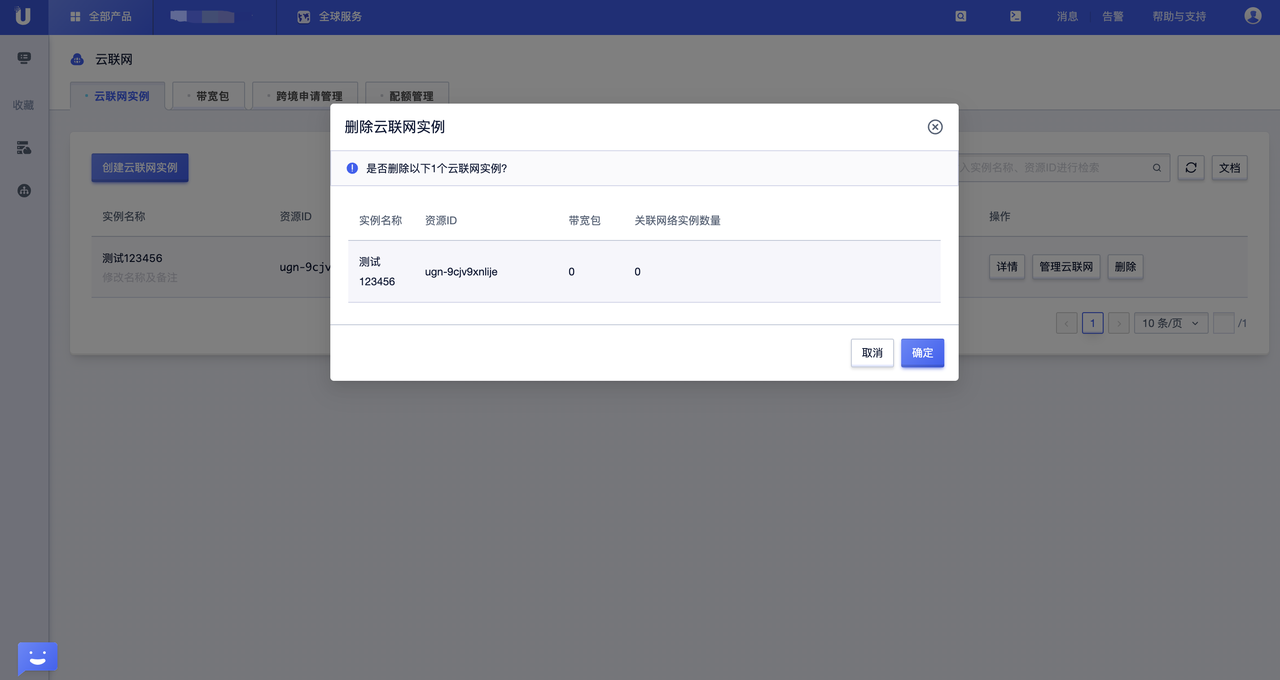 全部产品
全球服务
消息
告警
帮助与支持
云联网
收藏
云联网实例
带宽包
跨境申请管理
配额管理
创建云联网实例
入实例名称、资源ID进行检索
文档
实例名称
资源ID
操作
测试123456
修改名称及备注
ugn-9cjv
详情
管理云联网
删除
1
10 条/页
/1
删除云联网实例
是否删除以下1个云联网实例?
实例名称
资源ID
带宽包
关联网络实例数量
测试
123456
ugn-9cjv9xnlije
0
0
取消
确定